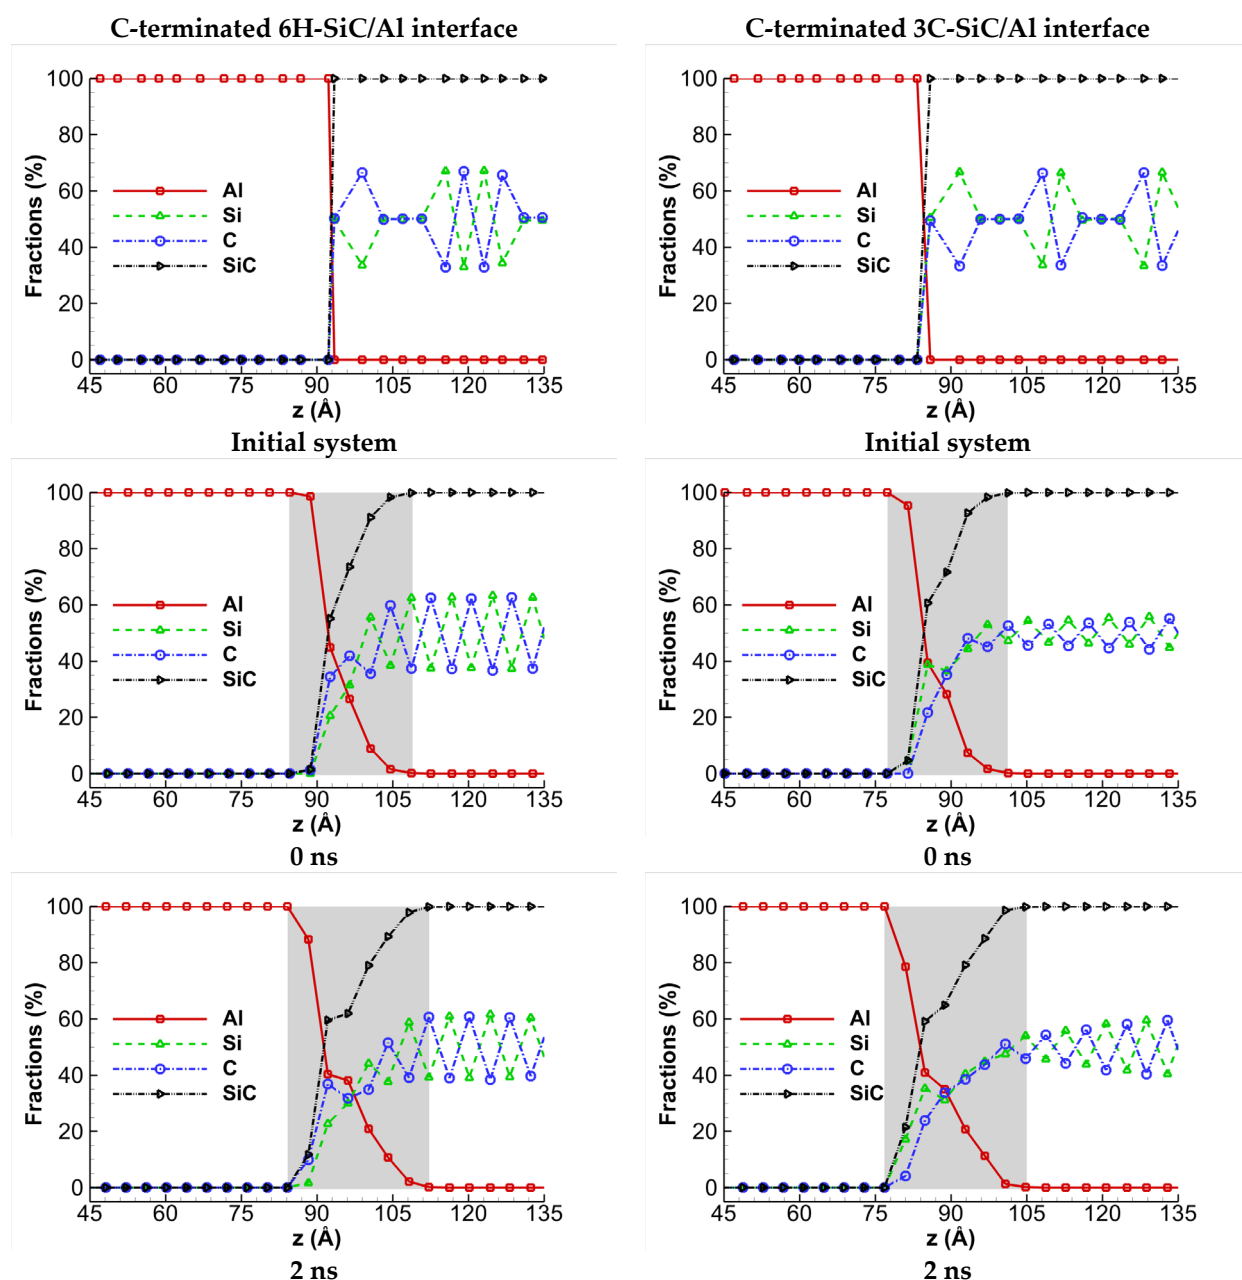 C-terminated 6H-SiC/Al interface
C-terminated 3C-SiC/Al interface
Fractions (%)
100
80
60
40
20
0
Al
Si
C
SiC
45 60 75 90 105 120 135
z (Å)
Initial system
Fractions (%)
100
80
60
40
20
0
Al
Si
C
SiC
45 60 75 90 105 120 135
z (Å)
Initial system
Fractions (%)
100
80
60
40
20
0
Al
Si
C
SiC
45 60 75 90 105 120 135
z (Å)
0 ns
Fractions (%)
100
80
60
40
20
0
Al
Si
C
SiC
45 60 75 90 105 120 135
z (Å)
0 ns
Fractions (%)
100
80
60
40
20
0
Al
Si
C
SiC
45 60 75 90 105 120 135
z (Å)
2 ns
Fractions (%)
100
80
60
40
20
0
Al
Si
C
SiC
45 60 75 90 105 120 135
z (Å)
2 ns